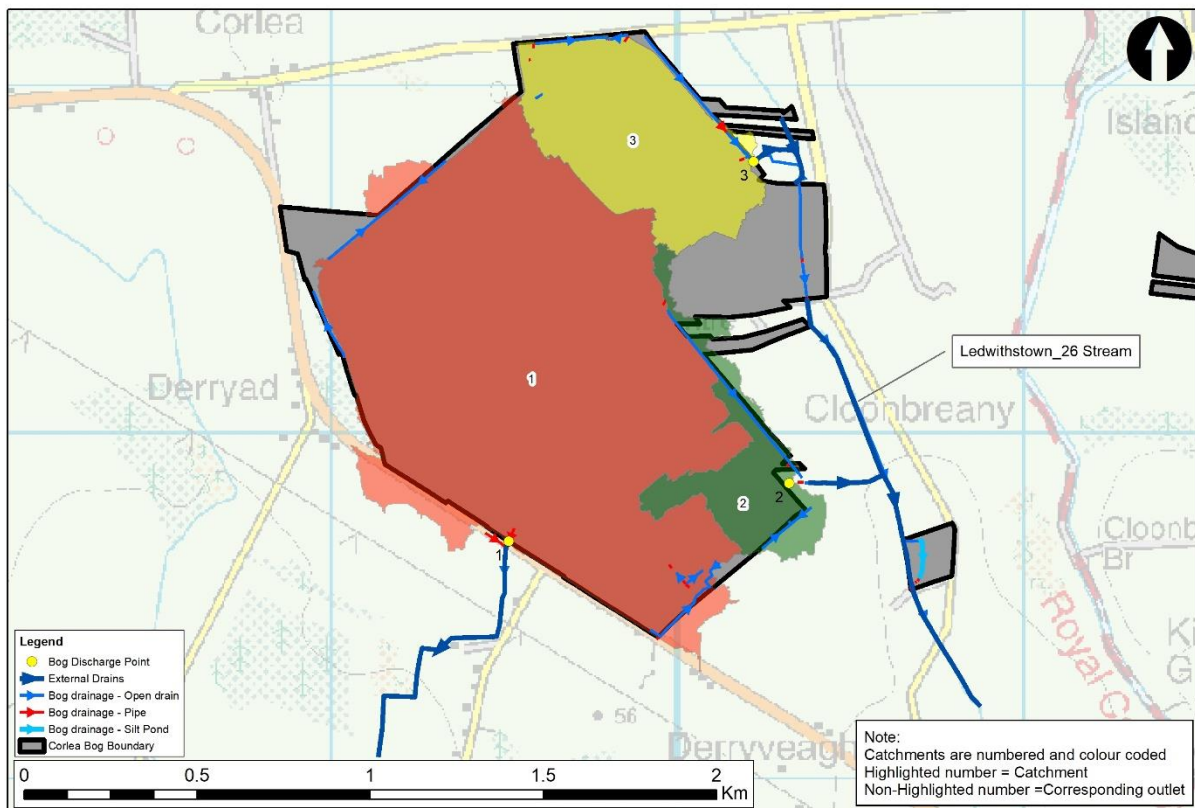 Corlea
Island
3
3
Ledwithstown_26 Stream
Derryad
1
Cloonbreany
2
2
1
Cloonb
Br
Royal C
K
G
56
Derryveagh
Legend
Bog Discharge Point
External Drains
Bog drainage - Open drain
Bog drainage - Pipe
Bog drainage - Silt Pond
Corlea Bog Boundary
0 0.5 1 1.5 2
Km
Note:
Catchments are numbered and colour coded
Highlighted number = Catchment
Non-Highlighted number =Corresponding outlet